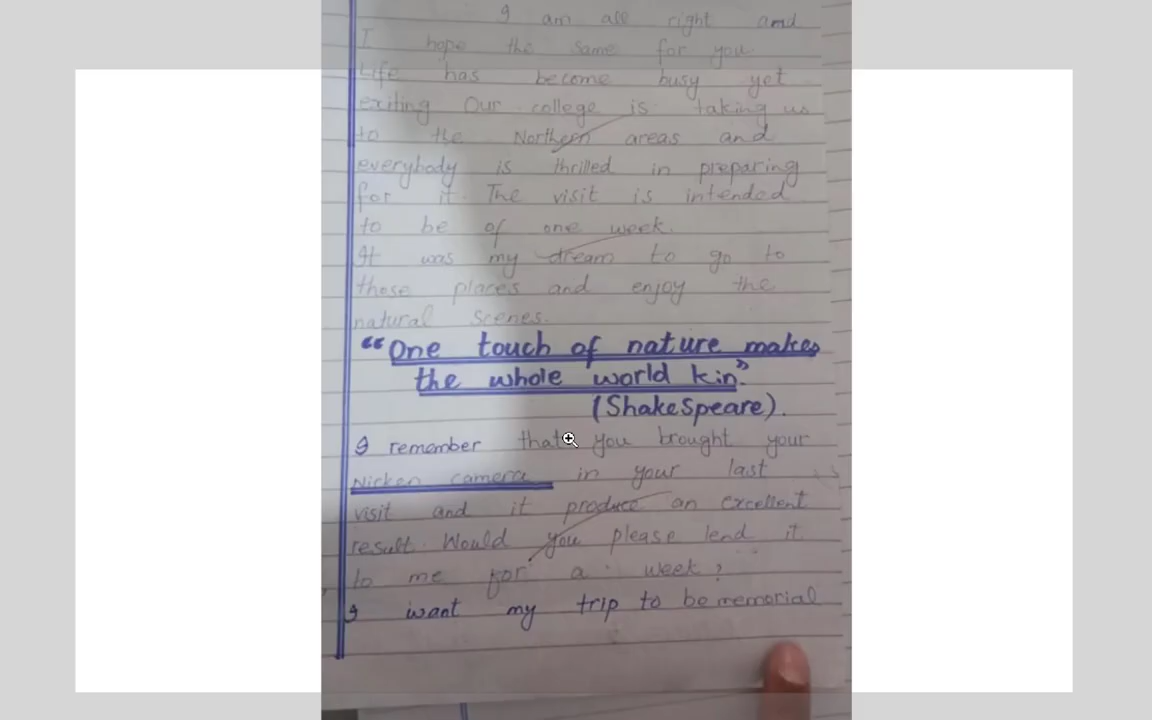 I am all right and
I hope the same for you
Life has become busy yet
exiting Our college is taking us
to the Northern areas and
everybody is thrilled in preparing
for it. The visit is intended
to be of one week.
It was my dream to go to
those places and enjoy the
natural scenes.
"One touch of nature makes
the whole world kin."
(ShakeSpeare).
I remember that you brought your
Nicken camera in your last
visit and it produce an excellent
result. Would you please lend it
to me for a week?
I want my trip to be memorial